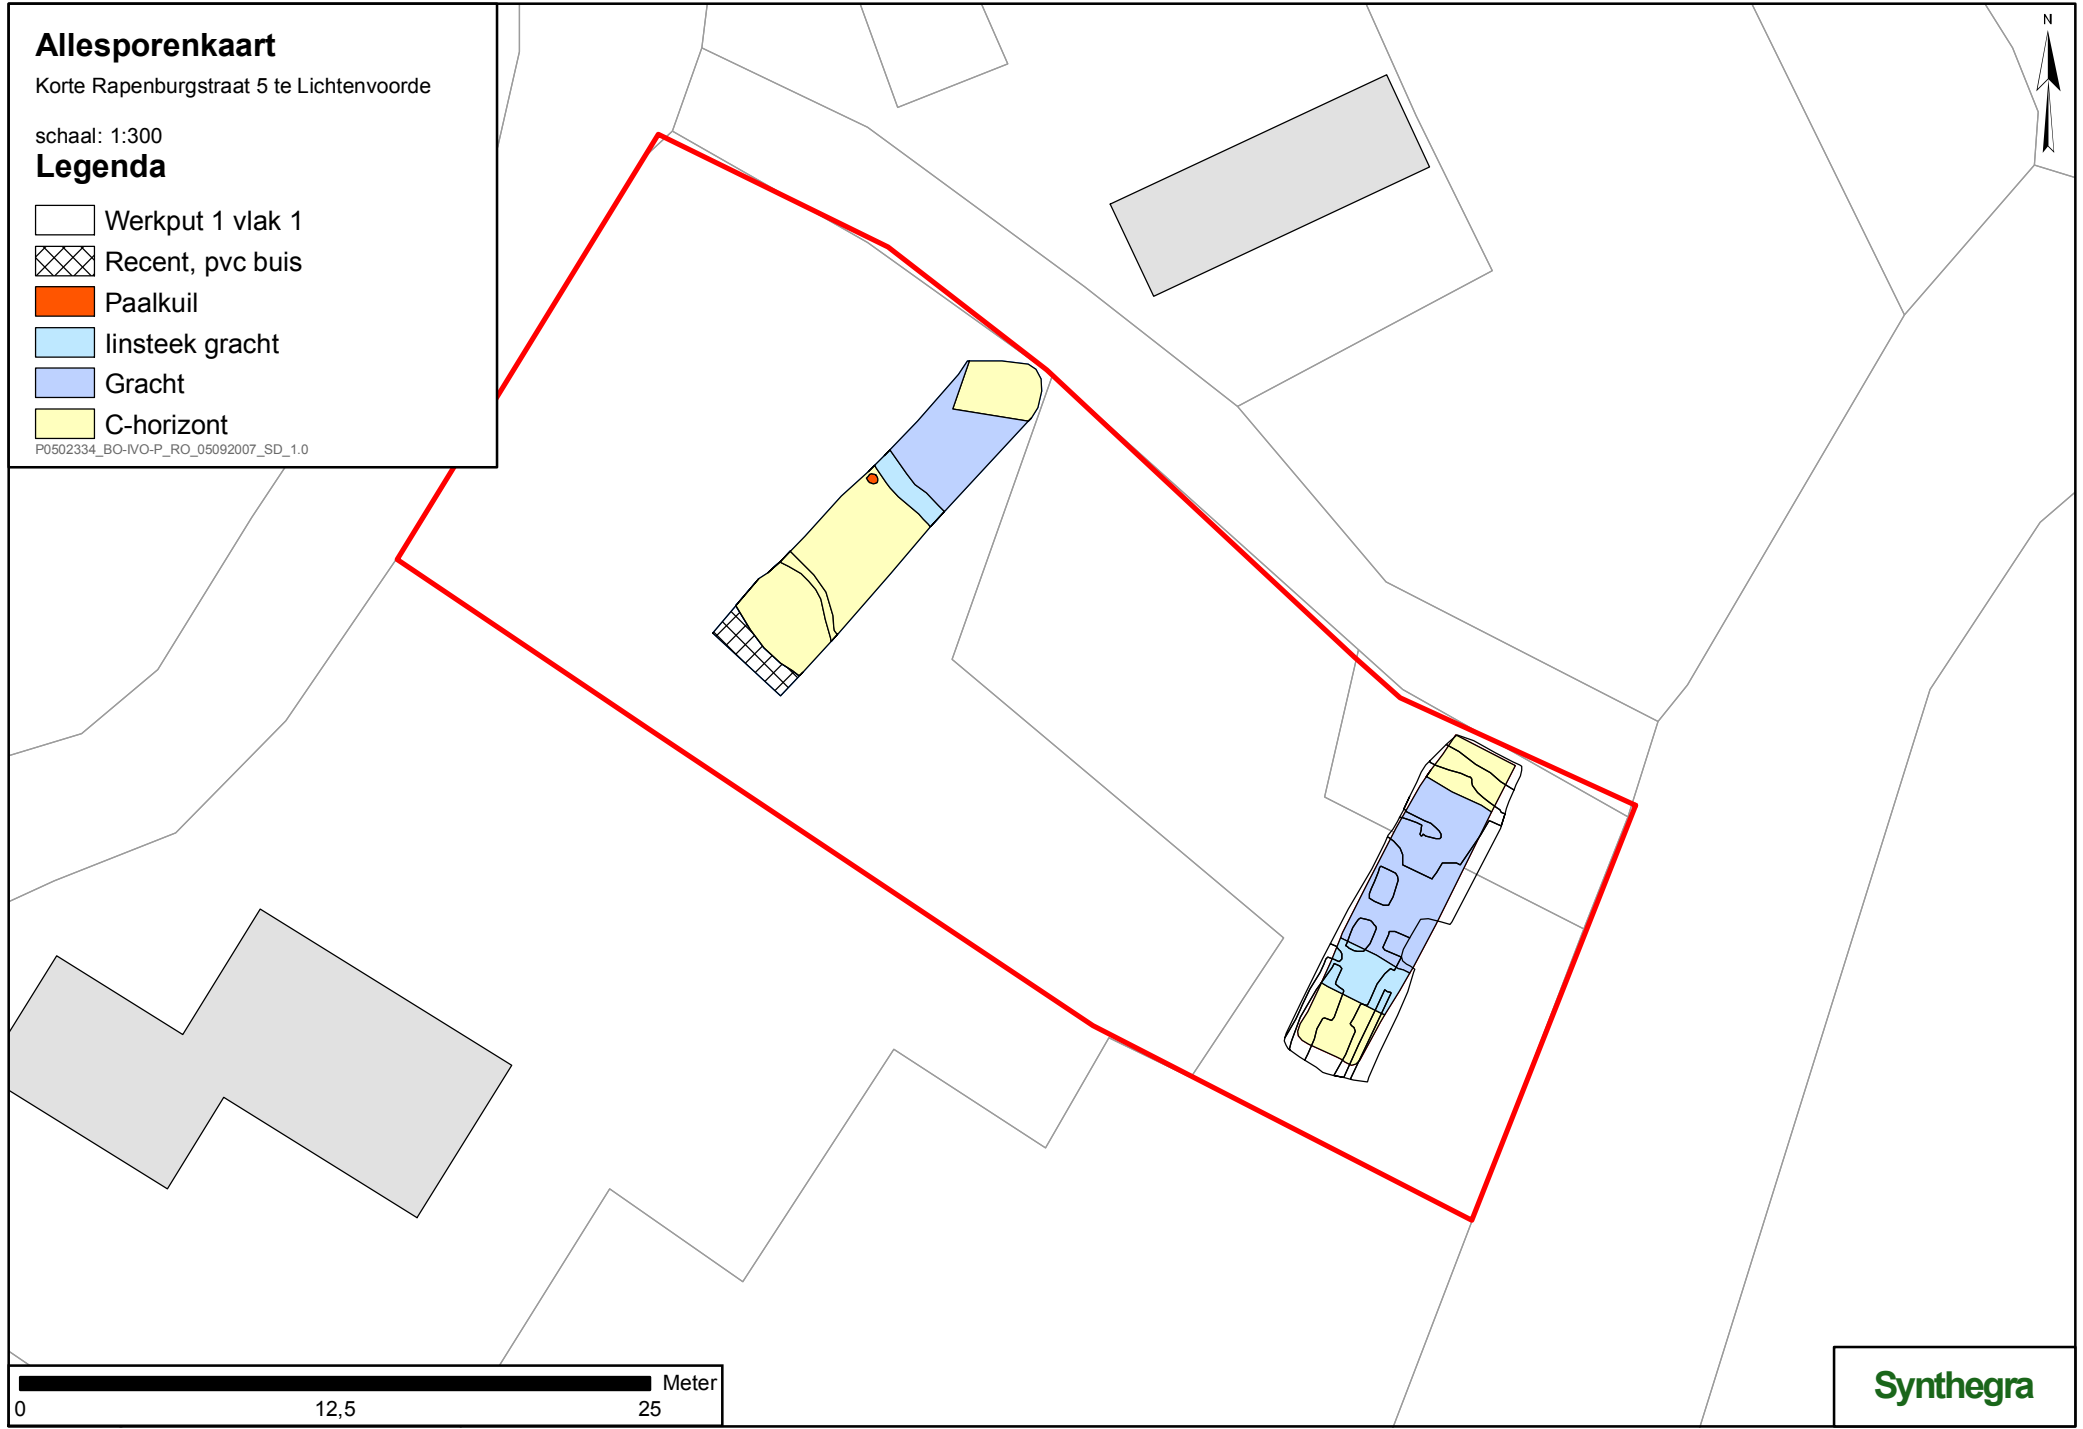 Allesporenkaart
Korte Rapenburgstraat 5 te Lichtenvoorde
schaal: 1:300
Legenda
Werkput 1 vlak 1
Recent, pvc buis
Paalkuil
Iinsteek gracht
Gracht
C-horizont
P0502334_BO-IVO-P_RO_05092007_SD_1.0
N
Meter
0 12,5 25
Synthegra